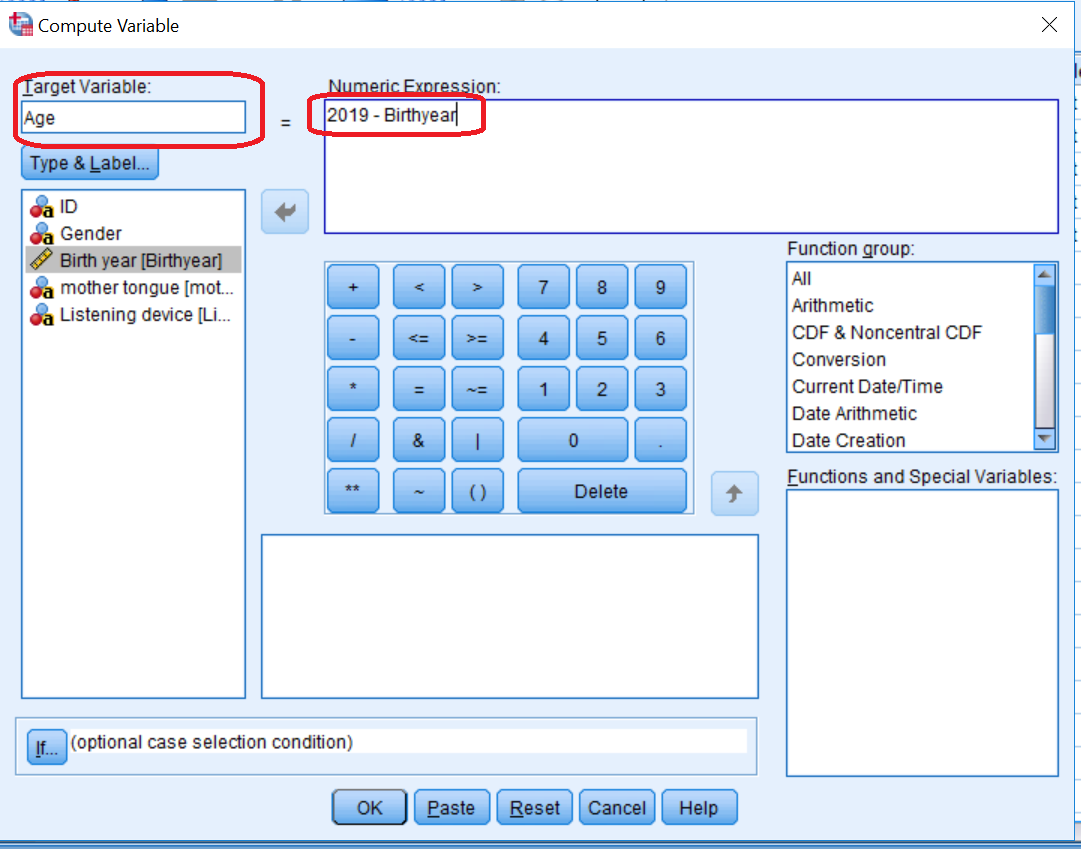 Compute Variable
Target Variable:
Age
=
Numeric Expression:
2019 - Birthyear
Type & Label...
ID
Gender
Birth year [Birthyear]
mother tongue [mot...
Listening device [Li...
+ < > 7 8 9
- <= >= 4 5 6
* = ~= 1 2 3
/ & | 0 .
** ~ ( ) Delete
Function group:
All
Arithmetic
CDF & Noncentral CDF
Conversion
Current Date/Time
Date Arithmetic
Date Creation
Functions and Special Variables:
If... (optional case selection condition)
OK Paste Reset Cancel Help